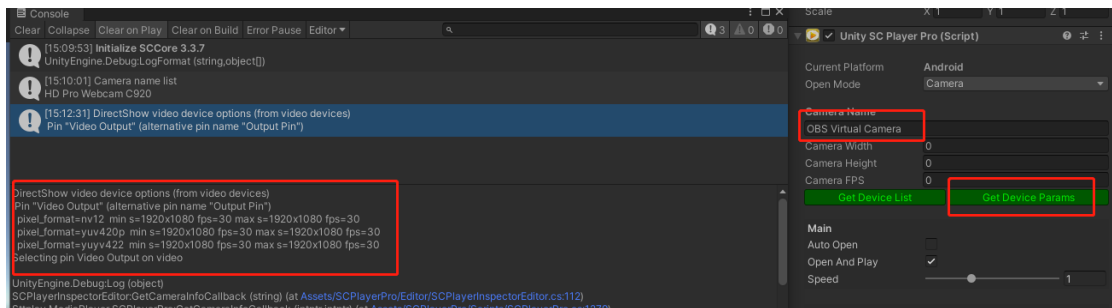 Console
Clear Collapse Clear on Play Clear on Build Error Pause Editor
3 0 0
[15:09:53] Initialize SCCore 3.3.7
UnityEngine.Debug:LogFormat (string,object[])
[15:10:01] Camera name list
HD Pro Webcam C920
[15:12:31] DirectShow video device options (from video devices)
Pin "Video Output" (alternative pin name "Output Pin")
DirectShow video device options (from video devices)
Pin "Video Output" (alternative pin name "Output Pin")
pixel_format=nv12 min s=1920x1080 fps=30 max s=1920x1080 fps=30
pixel_format=yuv420p min s=1920x1080 fps=30 max s=1920x1080 fps=30
pixel_format=yuyv422 min s=1920x1080 fps=30 max s=1920x1080 fps=30
Selecting pin Video Output on video
UnityEngine.Debug:Log (object)
SCPlayerInspectorEditor:GetCameraInfoCallback (string) (at Assets/SCPlayerPro/Editor/SCPlayerInspectorEditor.cs:112)
Scale X 1 Y 1 Z 1
Unity SC Player Pro (Script)
Current Platform Android
Open Mode Camera
Camera Name
OBS Virtual Camera
Camera Width 0
Camera Height 0
Camera FPS 0
Get Device List Get Device Params
Main
Auto Open
Open And Play
Speed 1